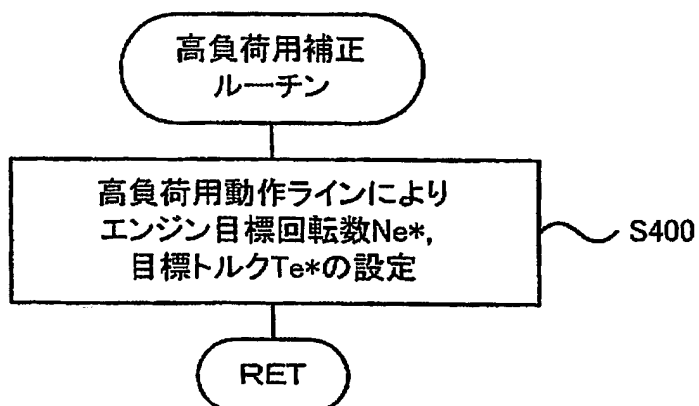 高負荷用補正
ルーチン
高負荷用動作ラインにより
エンジン目標回転数Ne*,
目標トルクTe*の設定
S400
RET